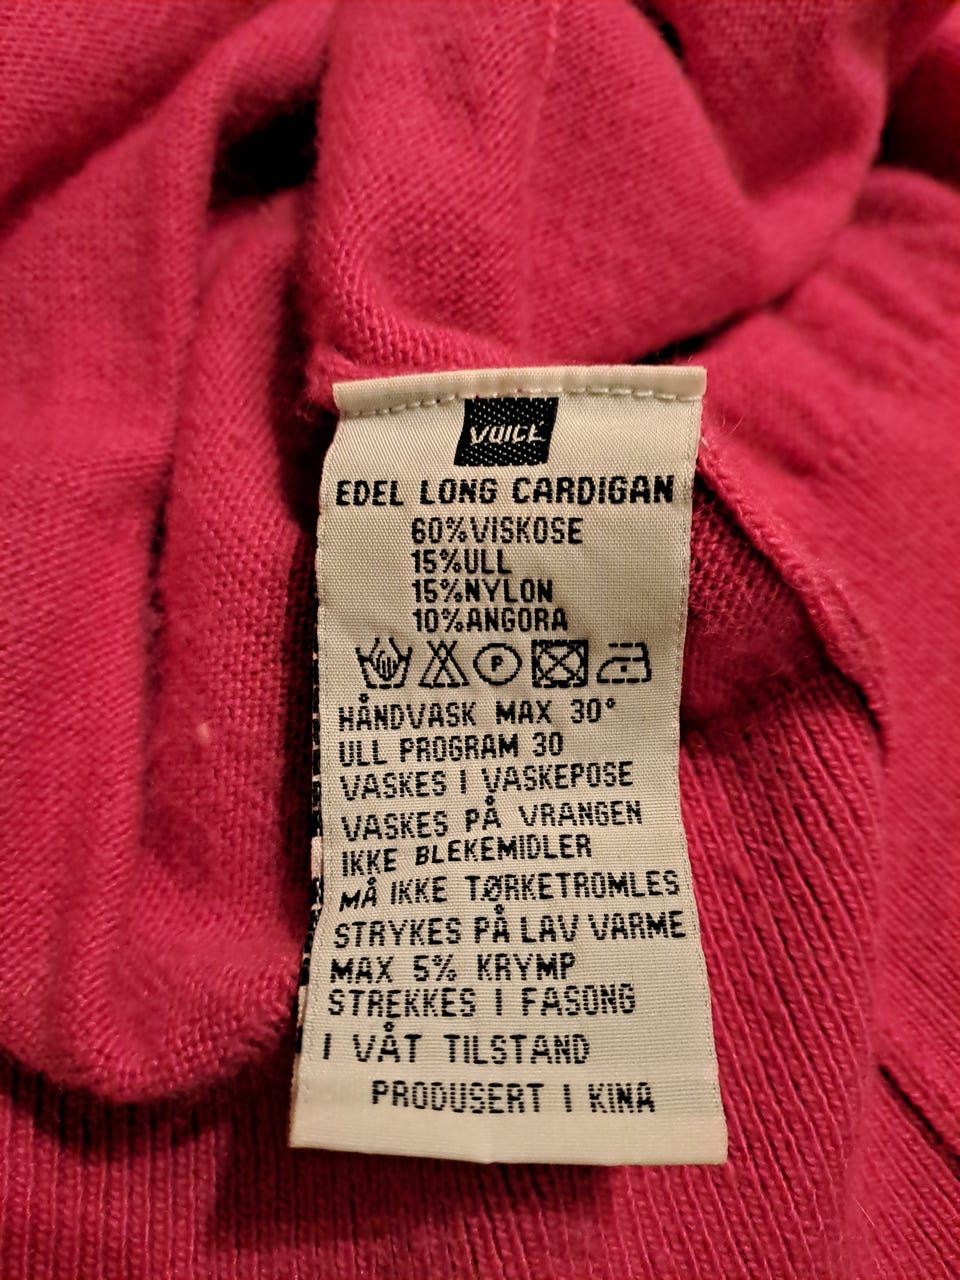 VOICE
EDEL LONG CARDIGAN
60%VISKOSE
15%ULL
15%NYLON
10%ANGORA
P
HÅNDVASK MAX 30°
ULL PROGRAM 30
VASKES I VASKEPOSE
VASKES PÅ VRANGEN
IKKE BLEKEMIDLER
MÅ IKKE TØRKETROMLES
STRYKES PÅ LAV VARME
MAX 5% KRYMP
STREKKES I FASONG
I VÅT TILSTAND
PRODUSERT I KINA